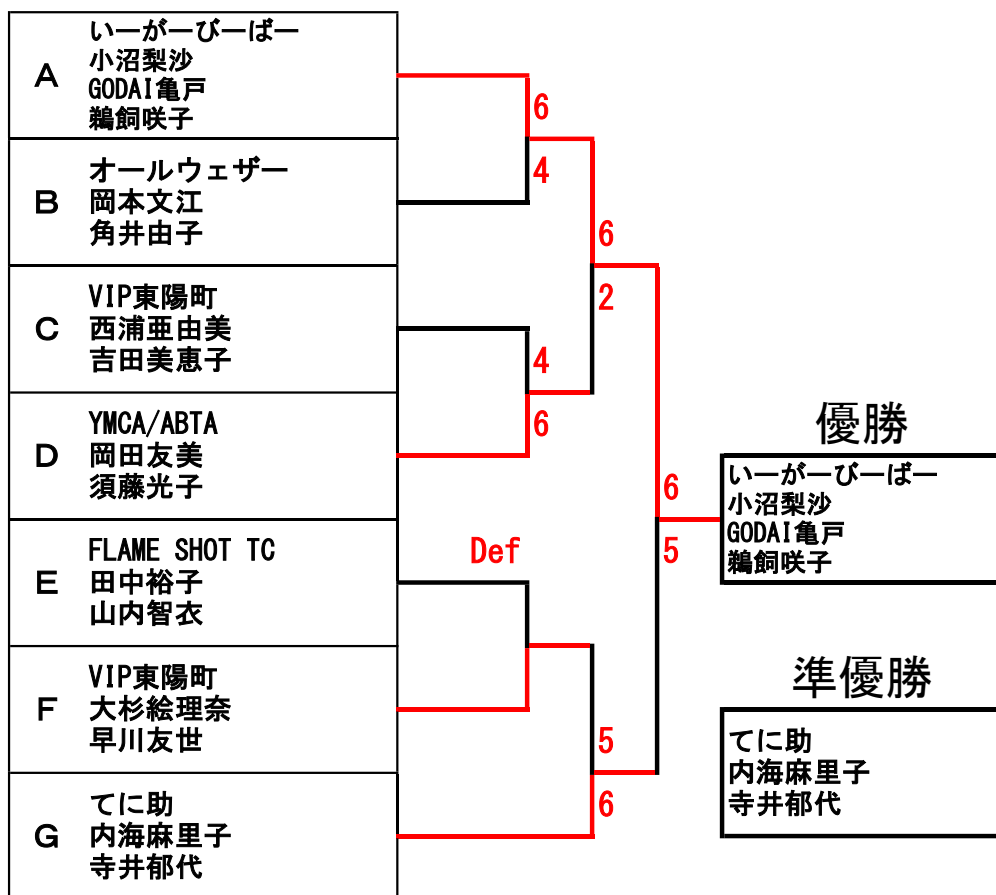 A
いーがーびーばー
小沼梨沙
GODAI亀戸
鵜飼咲子
B
オールウェザー
岡本文江
角井由子
C
VIP東陽町
西浦亜由美
吉田美恵子
D
YMCA/ABTA
岡田友美
須藤光子
E
FLAME SHOT TC
田中裕子
山内智衣
F
VIP東陽町
大杉絵理奈
早川友世
G
てに助
内海麻里子
寺井郁代
6
4
4
6
Def
6
2
5
6
6
5
優勝
いーがーびーばー
小沼梨沙
GODAI亀戸
鵜飼咲子
準優勝
てに助
内海麻里子
寺井郁代